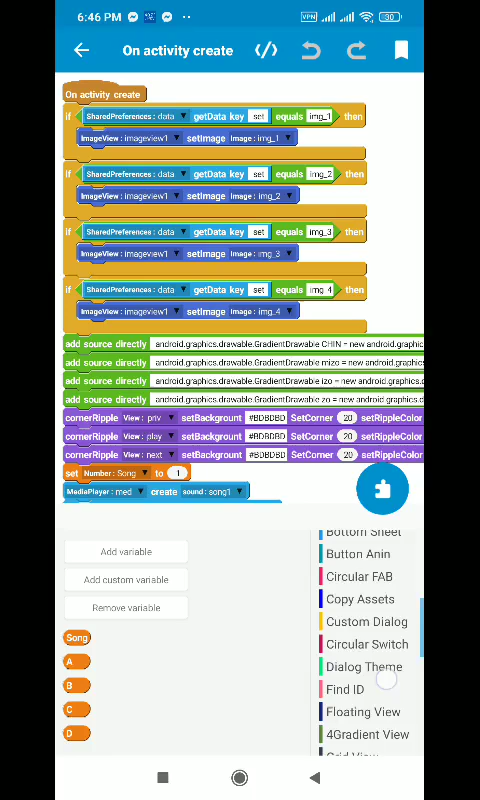 6:46 PM VPN 30
On activity create </>
On activity create
if SharedPreferences : data getData key set equals img_1 then
ImageView : imageview1 setImage Image : img_1
if SharedPreferences : data getData key set equals img_2 then
ImageView : imageview1 setImage Image : img_2
if SharedPreferences : data getData key set equals img_3 then
ImageView : imageview1 setImage Image : img_3
if SharedPreferences : data getData key set equals img_4 then
ImageView : imageview1 setImage Image : img_4
add source directly android.graphics.drawable.GradientDrawable CHIN = new android.graphic
add source directly android.graphics.drawable.GradientDrawable mizo = new android.graphic
add source directly android.graphics.drawable.GradientDrawable izo = new android.graphics.d
add source directly android.graphics.drawable.GradientDrawable zo = new android.graphics.d
cornerRipple View : priv setBackground #BDBDBD SetCorner 20 setRippleColor
cornerRipple View : play setBackground #BDBDBD SetCorner 20 setRippleColor
cornerRipple View : next setBackground #BDBDBD SetCorner 20 setRippleColor
set Number : Song to 1
MediaPlayer : med create sound : song1
Add variable
Add custom variable
Remove variable
Song
A
B
C
D
Bottom Sheet
Button Anin
Circular FAB
Copy Assets
Custom Dialog
Circular Switch
Dialog Theme
Find ID
Floating View
4Gradient View
Grid View